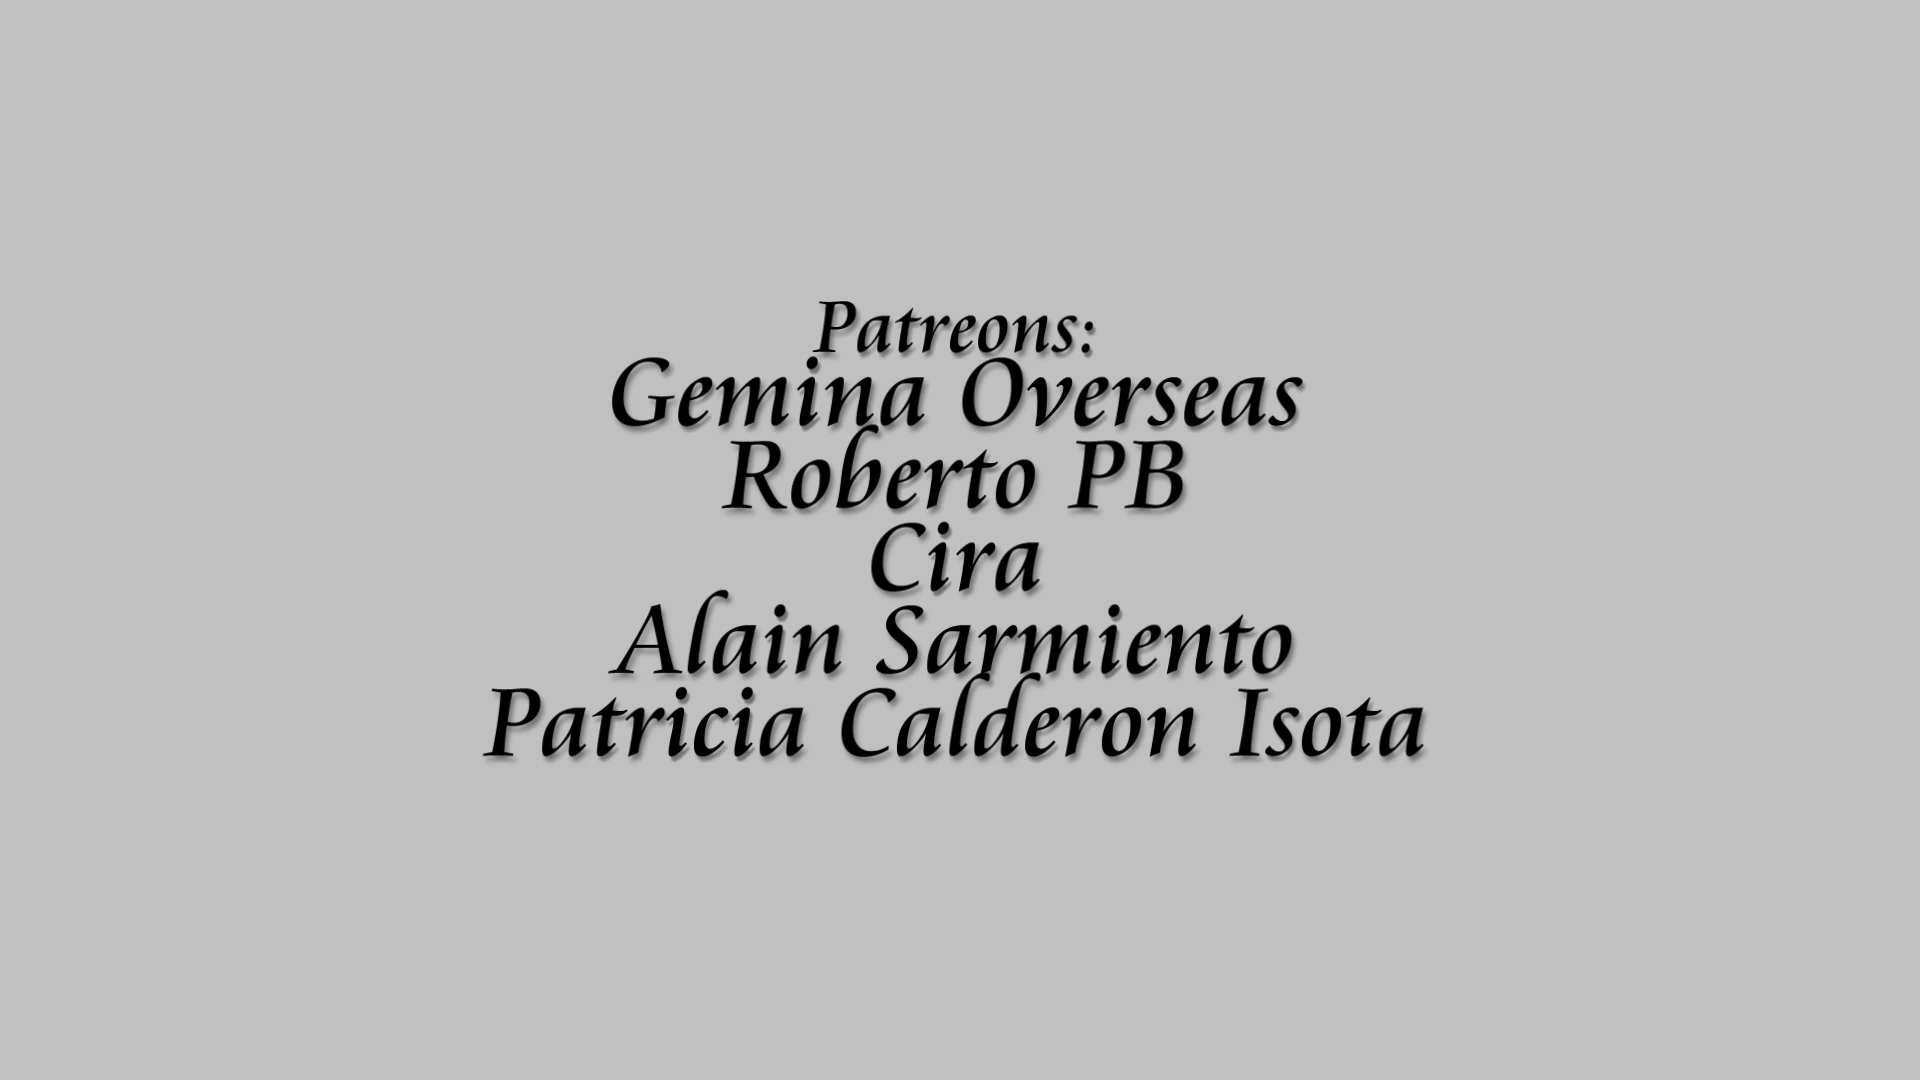 Patreons:
Gemina Overseas
Roberto PB
Cira
Alain Sarmiento
Patricia Calderon Isota